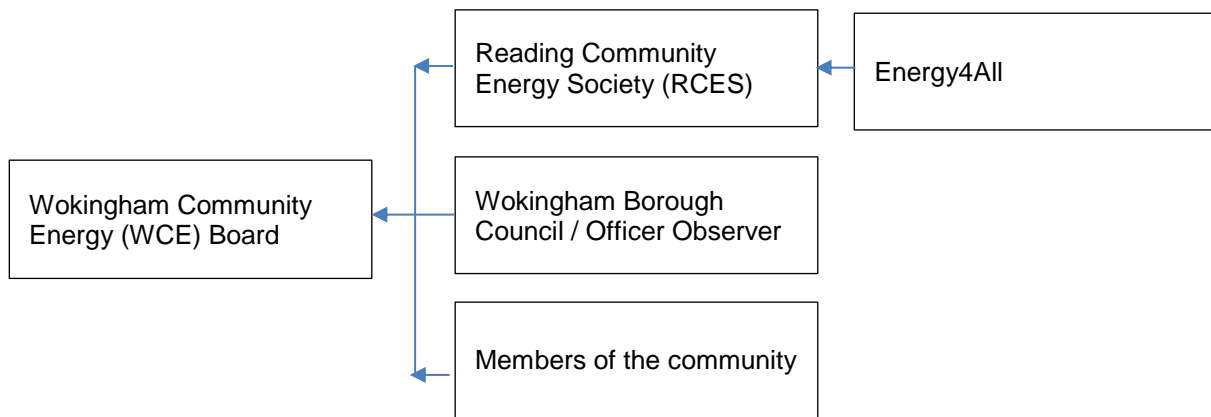 Reading Community
Energy Society (RCES)
Energy4All
Wokingham Community
Energy (WCE) Board
Wokingham Borough
Council / Officer Observer
Members of the community